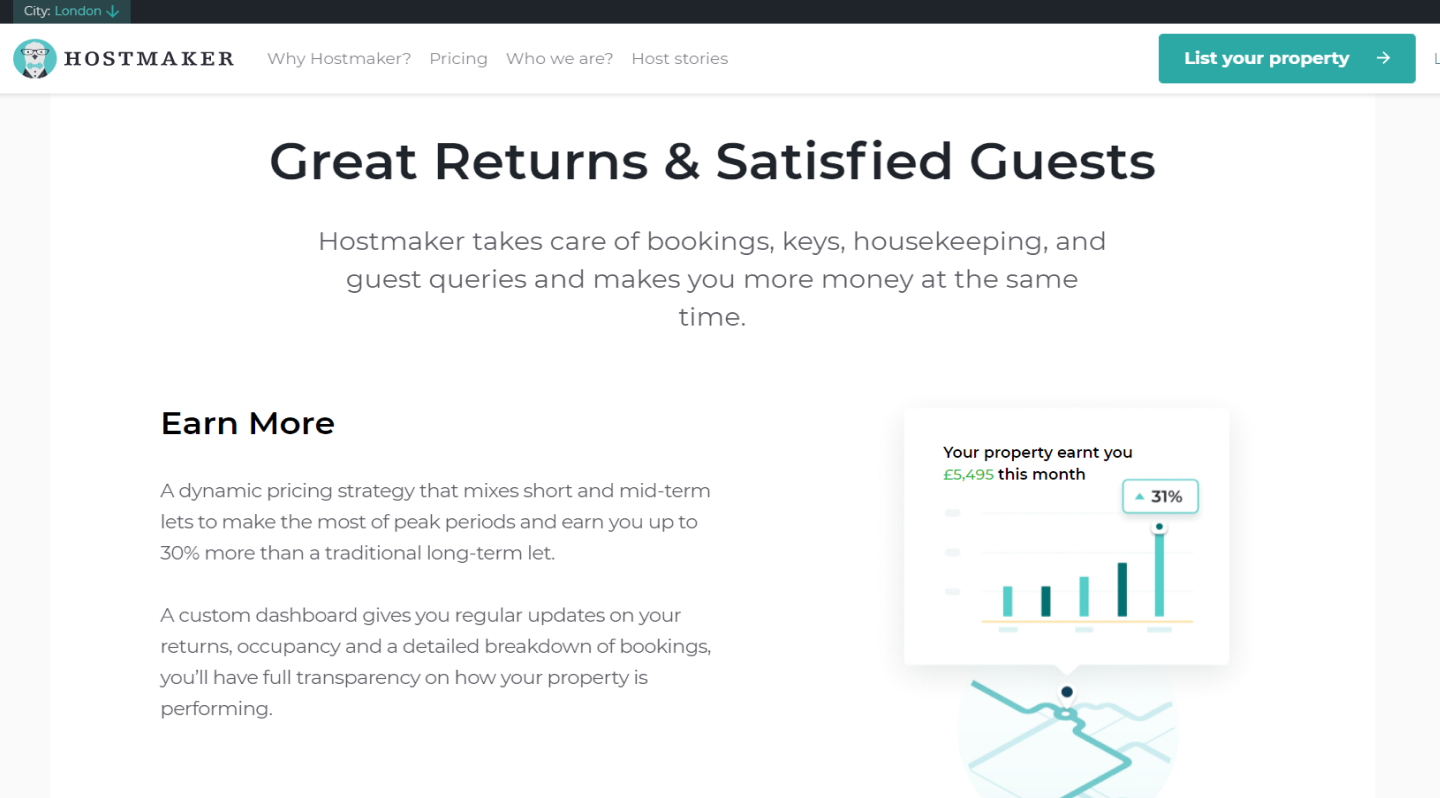 City: London
HOSTMAKER
Why Hostmaker? Pricing Who we are? Host stories
List your property
Great Returns & Satisfied Guests
Hostmaker takes care of bookings, keys, housekeeping, and
guest queries and makes you more money at the same
time.
Earn More
A dynamic pricing strategy that mixes short and mid-term
lets to make the most of peak periods and earn you up to
30% more than a traditional long-term let.
A custom dashboard gives you regular updates on your
returns, occupancy and a detailed breakdown of bookings,
you’ll have full transparency on how your property is
performing.
Your property earnt you
£5,495 this month
31%